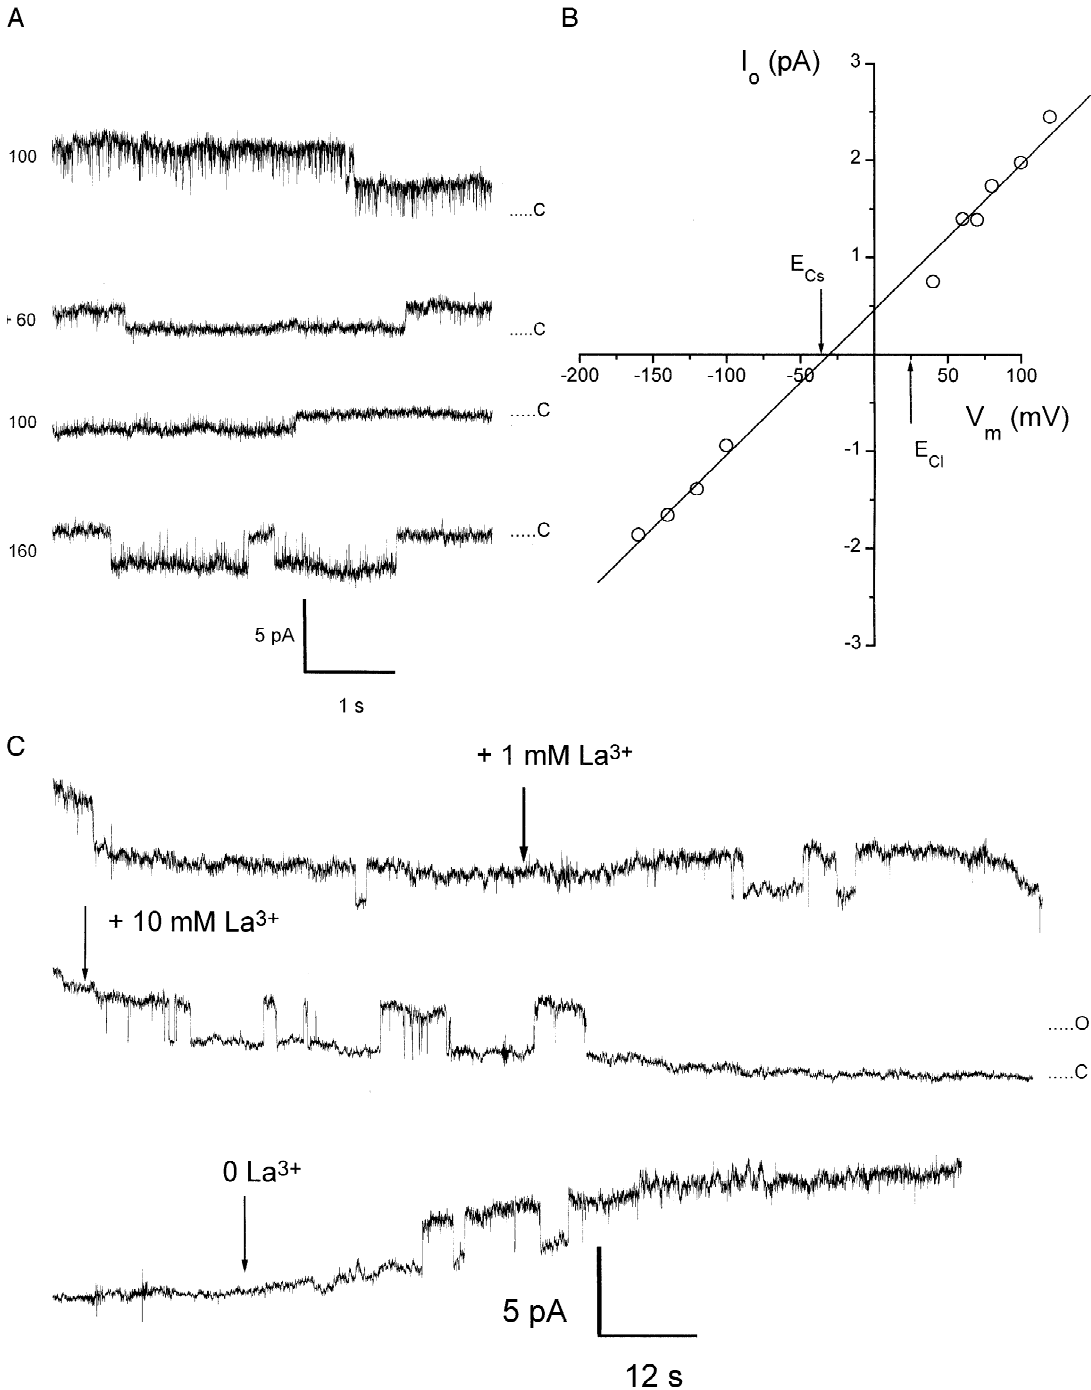 A
100
.....C
+ 60
.....C
100
.....C
160
.....C
5 pA
1 s
B
Io (pA)
3
2
1
ECs
-200 -150 -100 -50 50 100
Vm (mV)
ECl
-1
-2
-3
C
+ 1 mM La3+
+ 10 mM La3+
.....O
.....C
0 La3+
5 pA
12 s